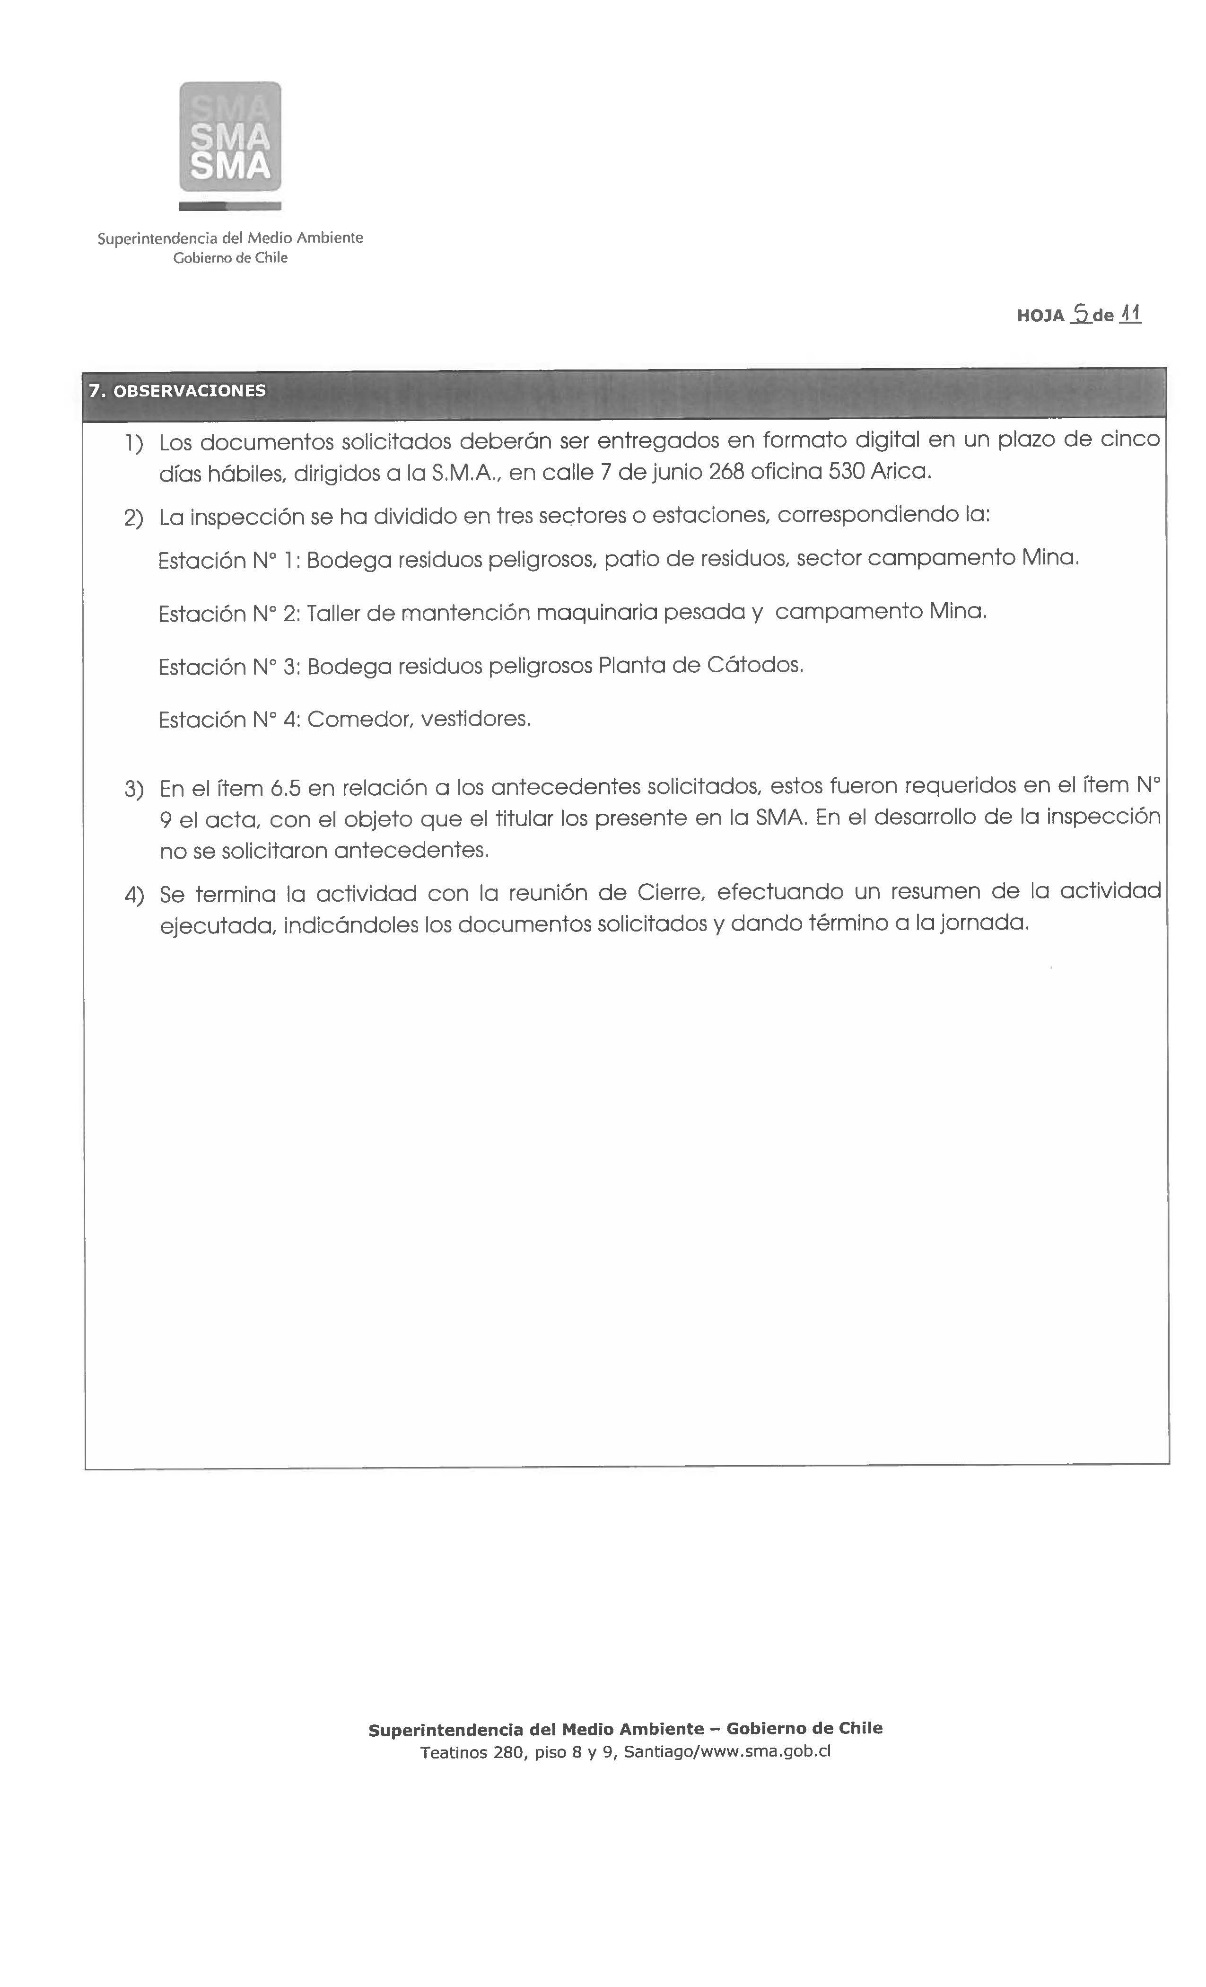 SMA
SMA
SMA
Superintendencia del Medio Ambiente
Gobierno de Chile
HOJA 5 de 11
7. OBSERVACIONES
1) Los documentos solicitados deberán ser entregados en formato digital en un plazo de cinco
días hábiles, dirigidos a la S.M.A., en calle 7 de junio 268 oficina 530 Arica.
2) La inspección se ha dividido en tres sectores o estaciones, correspondiendo la:
Estación N° 1: Bodega residuos peligrosos, patio de residuos, sector campamento Mina.
Estación N° 2: Taller de mantención maquinaria pesada y campamento Mina.
Estación N° 3: Bodega residuos peligrosos Planta de Cátodos.
Estación N° 4: Comedor, vestidores.
3) En el ítem 6.5 en relación a los antecedentes solicitados, estos fueron requeridos en el ítem N°
9 el acta, con el objeto que el titular los presente en la SMA. En el desarrollo de la inspección
no se solicitaron antecedentes.
4) Se termina la actividad con la reunión de Cierre, efectuando un resumen de la actividad
ejecutada, indicándoles los documentos solicitados y dando término a la jornada.
Superintendencia del Medio Ambiente – Gobierno de Chile
Teatinos 280, piso 8 y 9, Santiago/www.sma.gob.cl